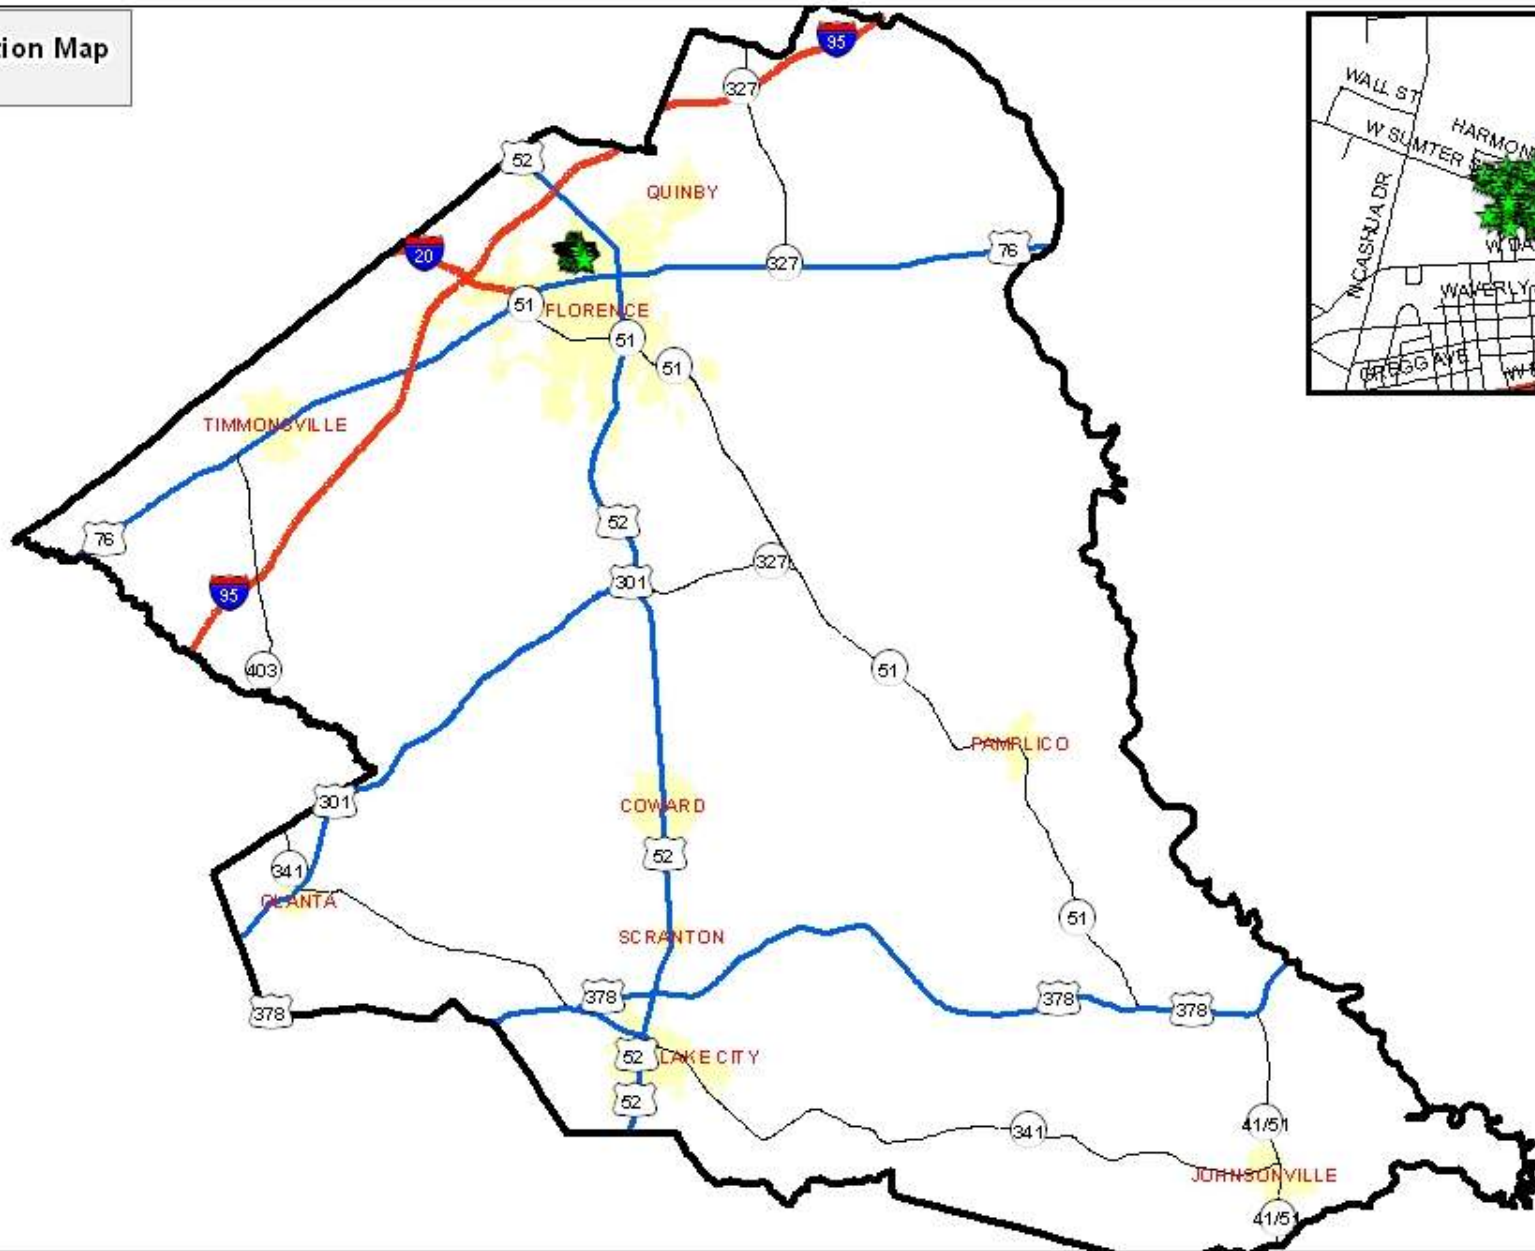 tion Map
95
327
52
QUINBY
20
76
327
51
FLORENCE
51
51
TIMMONSVILLE
52
76
327
301
95
51
403
PAMPLICO
301
COWARD
52
341
OLANTA
51
SCRANTON
378
378
378
378
52
LAKE CITY
52
41/51
341
JOHNSONVILLE
41/51
WALL ST
HARMON
W SUMTER
N CASHUA DR
W DA
WAVERLY
GREGG AVE